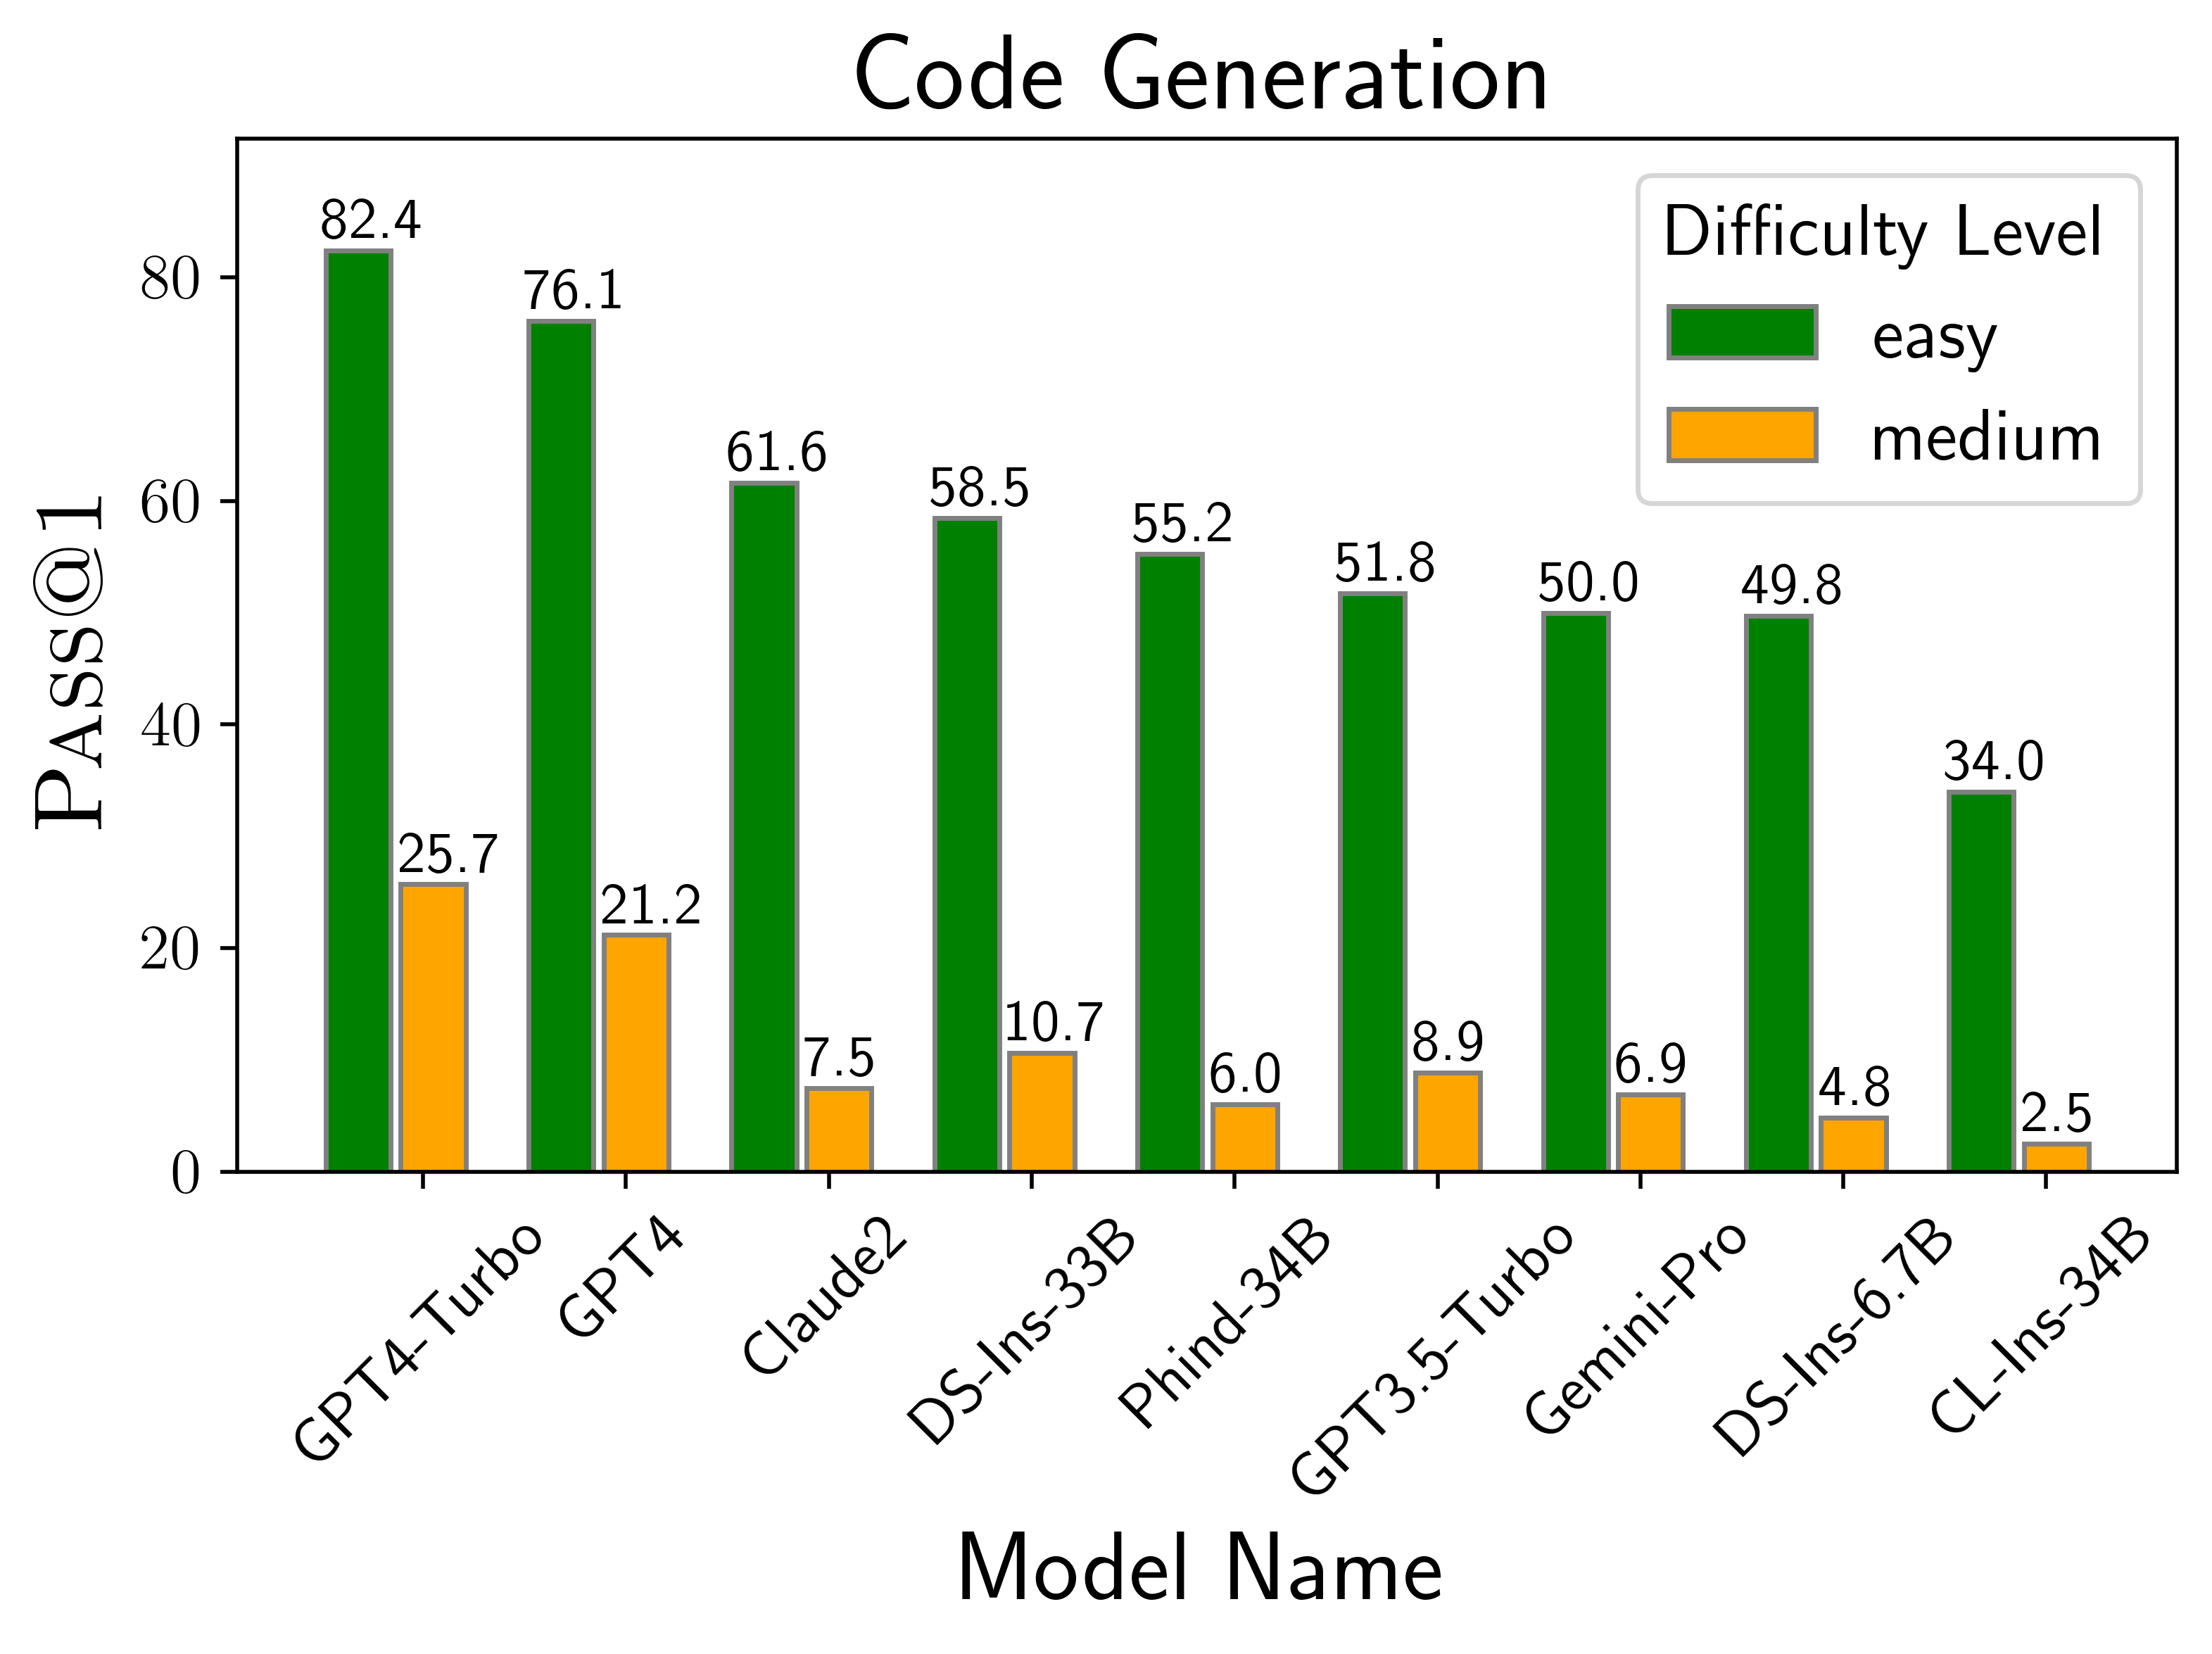 Code Generation
Pass@1
80
60
40
20
0
82.4
25.7
76.1
21.2
61.6
7.5
58.5
10.7
55.2
6.0
51.8
8.9
50.0
6.9
49.8
4.8
34.0
2.5
Difficulty Level
easy
medium
GPT4-Turbo
GPT4
Claude2
DS-Ins-33B
Phind-34B
GPT3.5-Turbo
Gemini-Pro
DS-Ins-6.7B
CL-Ins-34B
Model Name